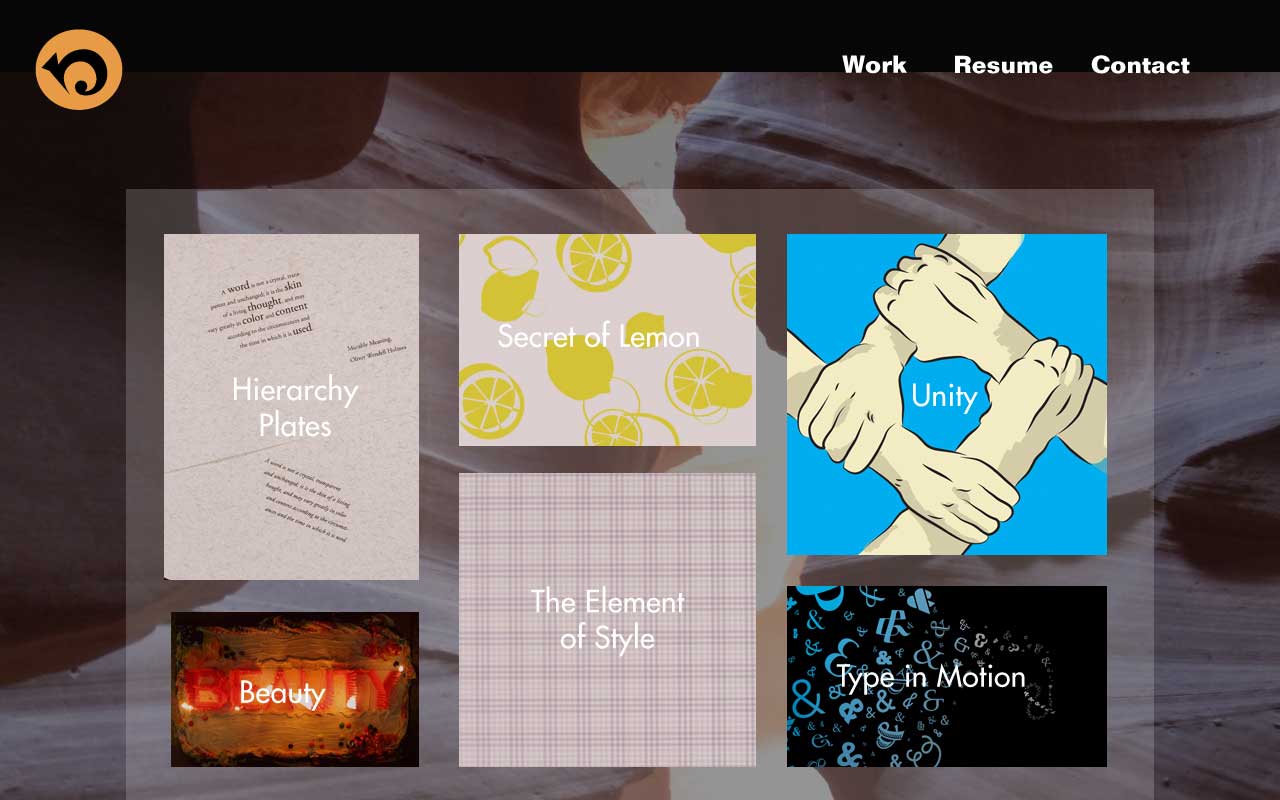 Work Resume Contact
A word is not a crystal, trans-
parent and unchanged; it is the skin
of a living thought, and may
vary greatly in color and content
according to the circumstances and
the time in which it is used.
Movable Meaning,
Oliver Wendell Holmes
Hierarchy
Plates
A word is not a crystal, transparent
and unchanged; it is the skin of a living
thought, and may vary greatly in color
and content according to the circumst-
ances and the time in which it is used
Secret of Lemon
Unity
The Element
of Style
BEAUTY
Beauty
Type in Motion